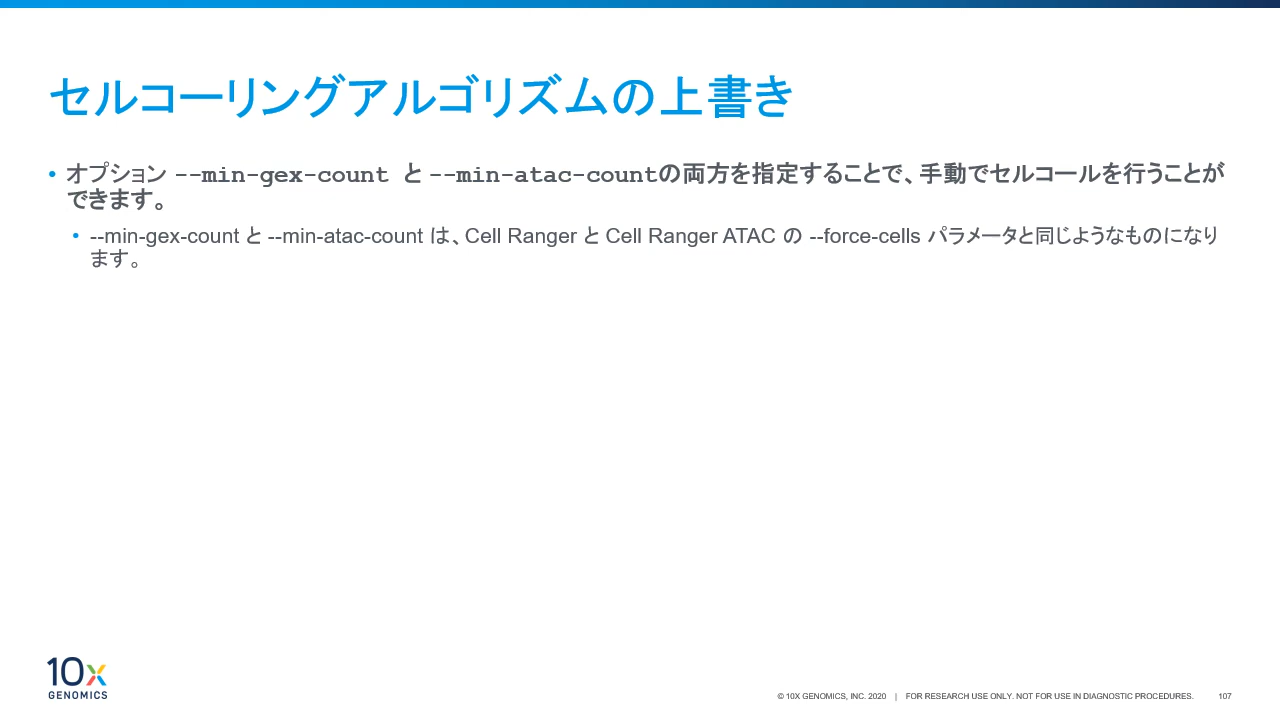 セルコーリングアルゴリズムの上書き
• オプション --min-gex-count と --min-atac-countの両方を指定することで、手動でセルコールを行うことが
できます。
• --min-gex-count と --min-atac-count は、Cell Ranger と Cell Ranger ATAC の --force-cells パラメータと同じようなものになり
ます。
10x
GENOMICS
© 10X GENOMICS, INC. 2020 | FOR RESEARCH USE ONLY. NOT FOR USE IN DIAGNOSTIC PROCEDURES. 107